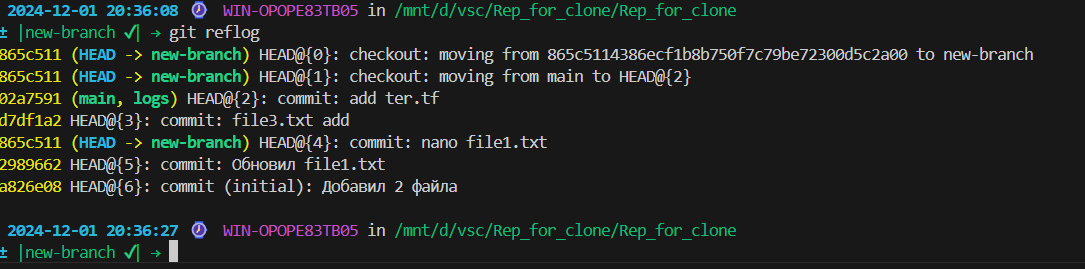 2024-12-01 20:36:08 ⌚ WIN-OPOPE83TB05 in /mnt/d/vsc/Rep_for_clone/Rep_for_clone
± |new-branch ✓| → git reflog
865c511 (HEAD -> new-branch) HEAD@{0}: checkout: moving from 865c5114386ecf1b8b750f7c79be72300d5c2a00 to new-branch
865c511 (HEAD -> new-branch) HEAD@{1}: checkout: moving from main to HEAD@{2}
02a7591 (main, logs) HEAD@{2}: commit: add ter.tf
d7df1a2 HEAD@{3}: commit: file3.txt add
865c511 (HEAD -> new-branch) HEAD@{4}: commit: nano file1.txt
2989662 HEAD@{5}: commit: Обновил file1.txt
a826e08 HEAD@{6}: commit (initial): Добавил 2 файла
2024-12-01 20:36:27 ⌚ WIN-OPOPE83TB05 in /mnt/d/vsc/Rep_for_clone/Rep_for_clone
± |new-branch ✓| →